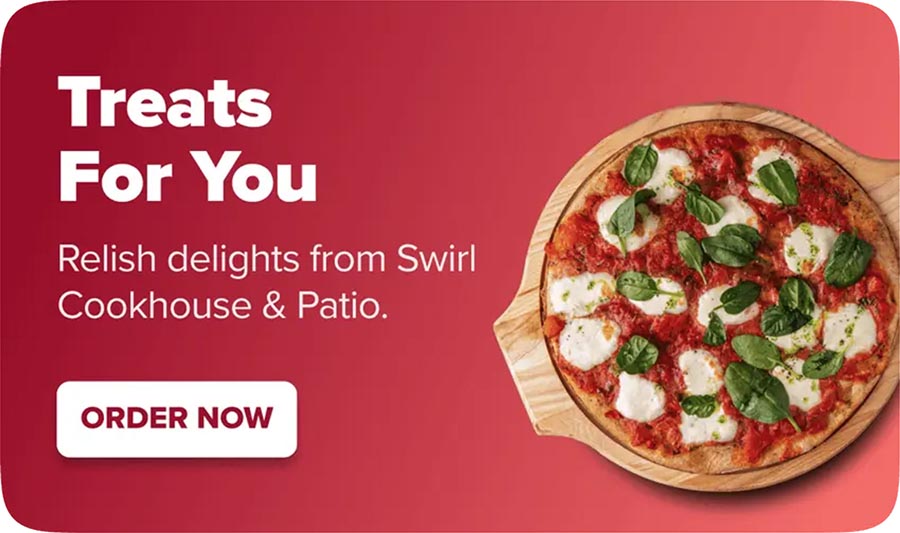 Treats
For You
Relish delights from Swirl
Cookhouse & Patio.
ORDER NOW